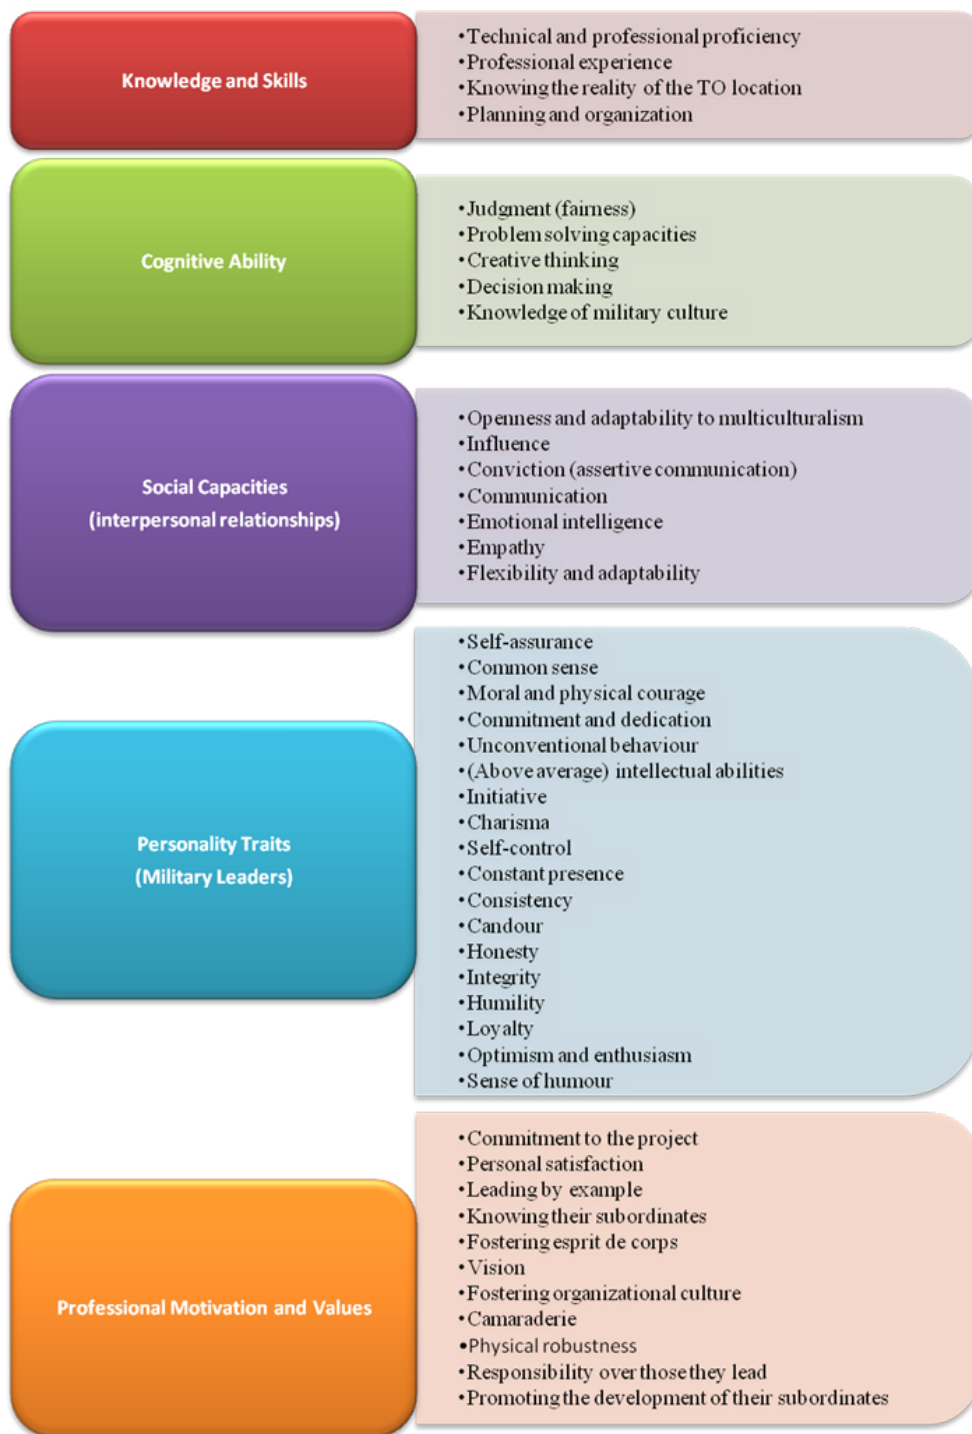 Knowledge and Skills
•Technical and professional proficiency
•Professional experience
•Knowing the reality of the TO location
•Planning and organization
Cognitive Ability
•Judgment (fairness)
•Problem solving capacities
•Creative thinking
•Decision making
•Knowledge of military culture
Social Capacities
(interpersonal relationships)
•Openness and adaptability to multiculturalism
•Influence
•Conviction (assertive communication)
•Communication
•Emotional intelligence
•Empathy
•Flexibility and adaptability
Personality Traits
(Military Leaders)
•Self-assurance
•Common sense
•Moral and physical courage
•Commitment and dedication
•Unconventional behaviour
•(Above average) intellectual abilities
•Initiative
•Charisma
•Self-control
•Constant presence
•Consistency
•Candour
•Honesty
•Integrity
•Humility
•Loyalty
•Optimism and enthusiasm
•Sense of humour
Professional Motivation and Values
•Commitment to the project
•Personal satisfaction
•Leading by example
•Knowing their subordinates
•Fostering esprit de corps
•Vision
•Fostering organizational culture
•Camaraderie
•Physical robustness
•Responsibility over those they lead
•Promoting the development of their subordinates